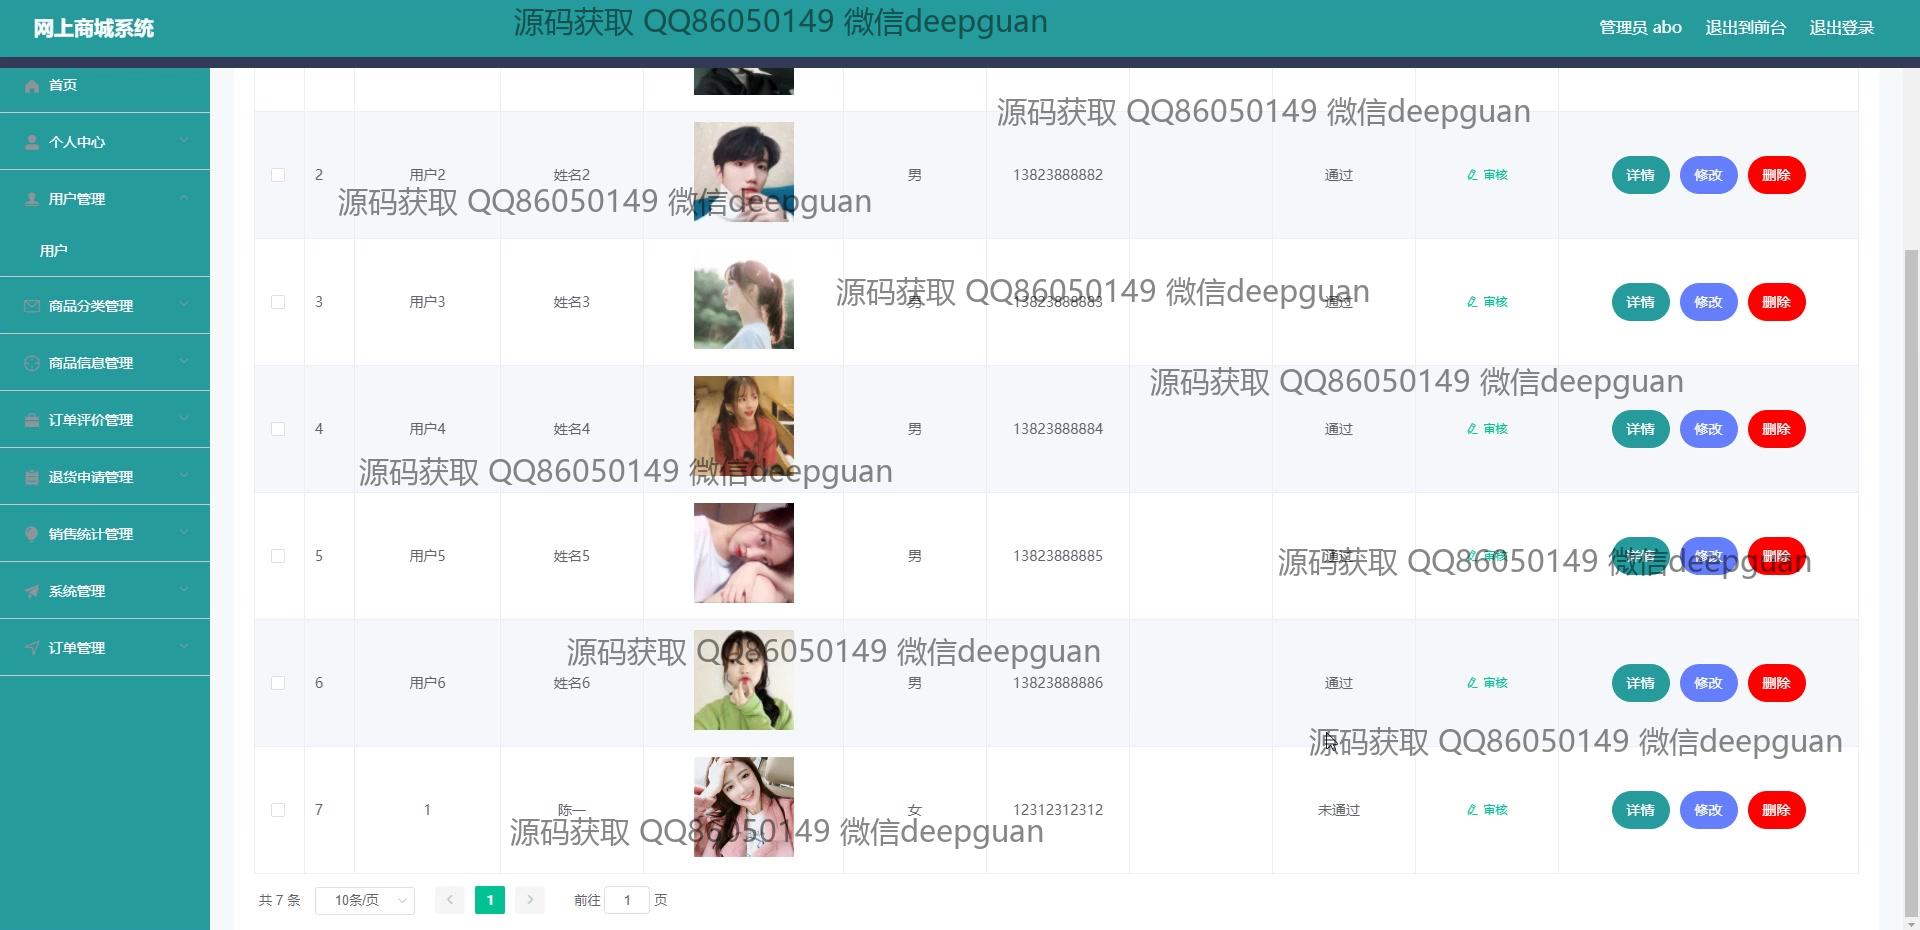 网上商城系统
源码获取 QQ86050149 微信deepguan
管理员 abo 退出到前台 退出登录
首页
个人中心
用户管理
用户
商品分类管理
商品信息管理
订单评价管理
退货申请管理
销售统计管理
系统管理
订单管理
源码获取 QQ86050149 微信deepguan
2 用户2 姓名2 男 13823888882 通过 审核 详情 修改 删除
源码获取 QQ86050149 微信deepguan
源码获取 QQ86050149 微信deepguan
3 用户3 姓名3 男 13823888883 通过 审核 详情 修改 删除
源码获取 QQ86050149 微信deepguan
4 用户4 姓名4 男 13823888884 通过 审核 详情 修改 删除
源码获取 QQ86050149 微信deepguan
5 用户5 姓名5 男 13823888885 通过 审核 详情 修改 删除
源码获取 QQ86050149 微信deepguan
源码获取 QQ86050149 微信deepguan
6 用户6 姓名6 男 13823888886 通过 审核 详情 修改 删除
源码获取 QQ86050149 微信deepguan
7 1 陈一 女 12312312312 未通过 审核 详情 修改 删除
源码获取 QQ86050149 微信deepguan
共 7 条 10条/页 1 前往 1 页